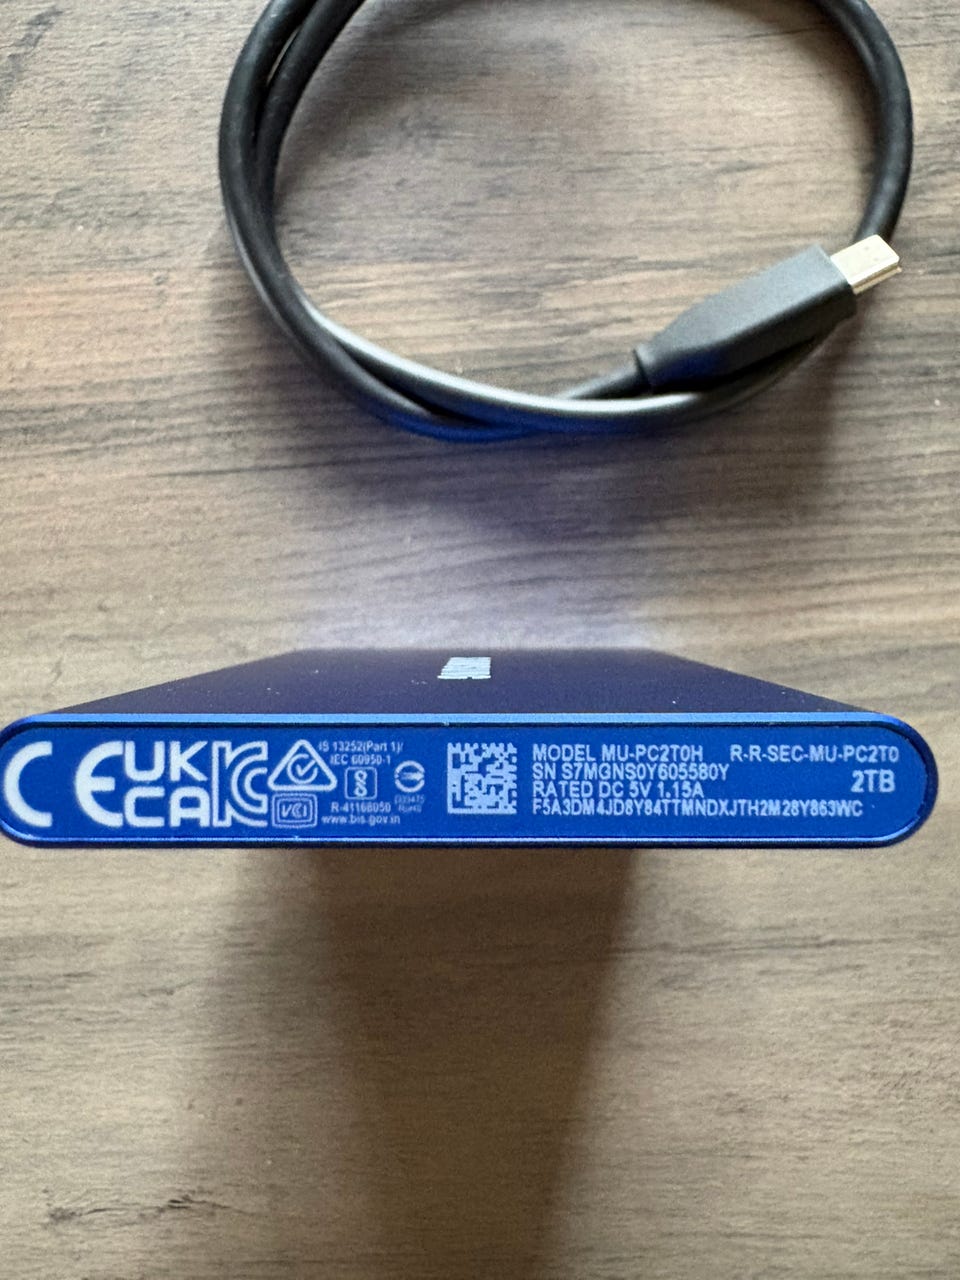 CE UK
CA
IS 13252(Part 1)/
IEC 60950-1
R-41168050
www.bis.gov.in
VCI
MODEL MU-PC2T0H R-R-SEC-MU-PC2T0
SN S7MGNS0Y605580Y 2TB
RATED DC 5V 1.15A
F5A3DM4JD8Y84TTMNDXJTH2M28Y863WC